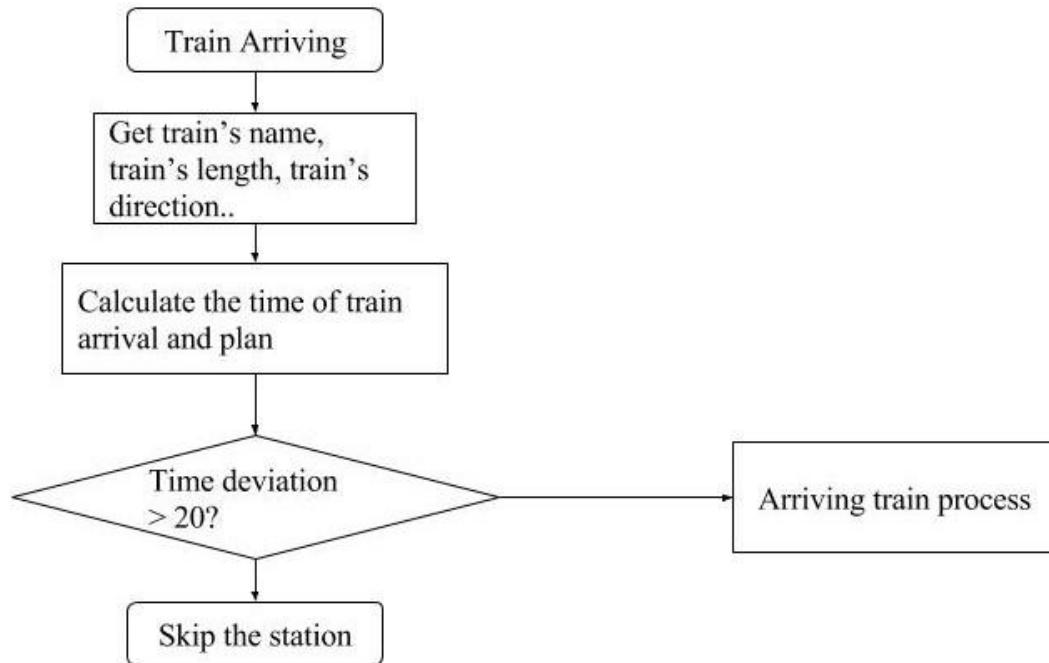 Train Arriving
Get train’s name,
train’s length, train’s
direction..
Calculate the time of train
arrival and plan
Time deviation
> 20?
Arriving train process
Skip the station